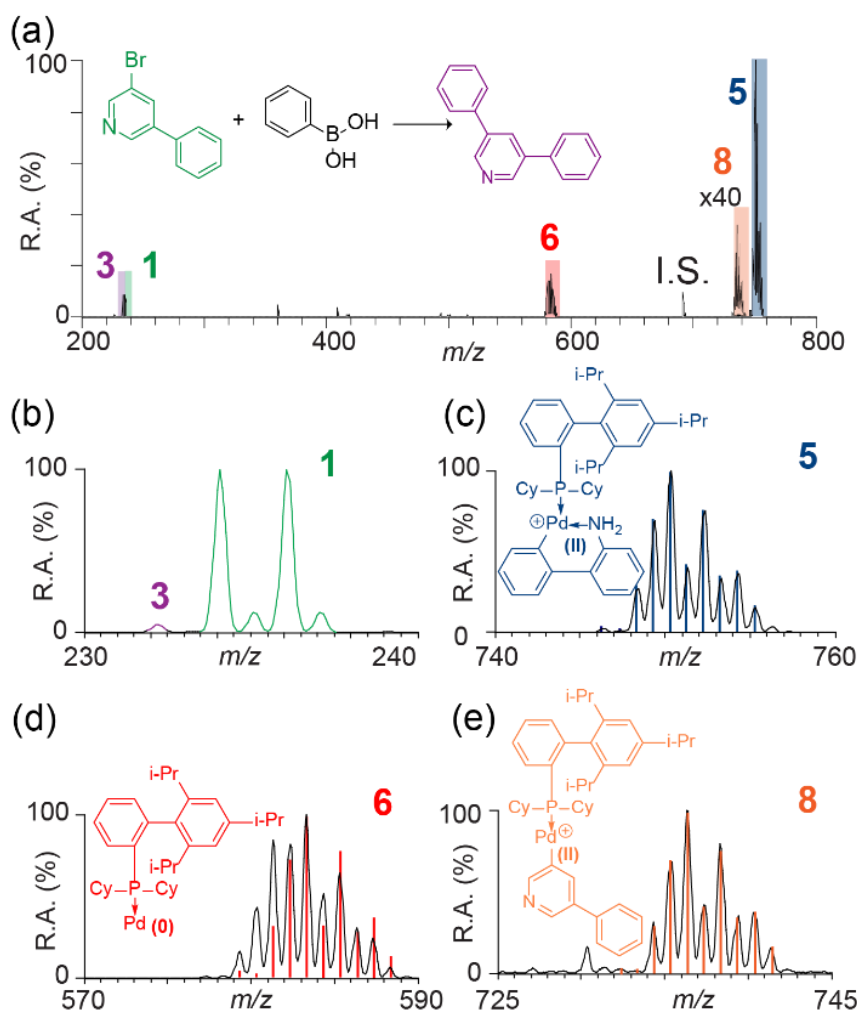 (a)
100
R.A. (%)
0
200
400
600
800
m/z
Br
N
+
B
OH
OH
N
3
1
6
I.S.
8
x40
5
(b)
100
R.A. (%)
0
230
m/z
240
3
1
(c)
100
R.A. (%)
0
740
m/z
760
i-Pr
i-Pr
i-Pr
Cy
P
Cy
Pd
NH2
(II)
5
(d)
100
R.A. (%)
0
570
m/z
590
i-Pr
i-Pr
i-Pr
Cy
P
Cy
Pd (0)
6
(e)
100
R.A. (%)
0
725
m/z
745
i-Pr
i-Pr
i-Pr
Cy
P
Cy
Pd
(II)
N
8